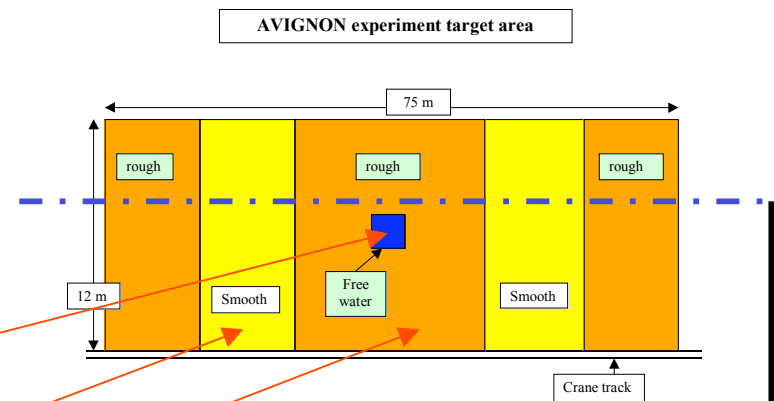 AVIGNON experiment target area
75 m
rough
rough
rough
12 m
Smooth
Free
water
Smooth
Crane track